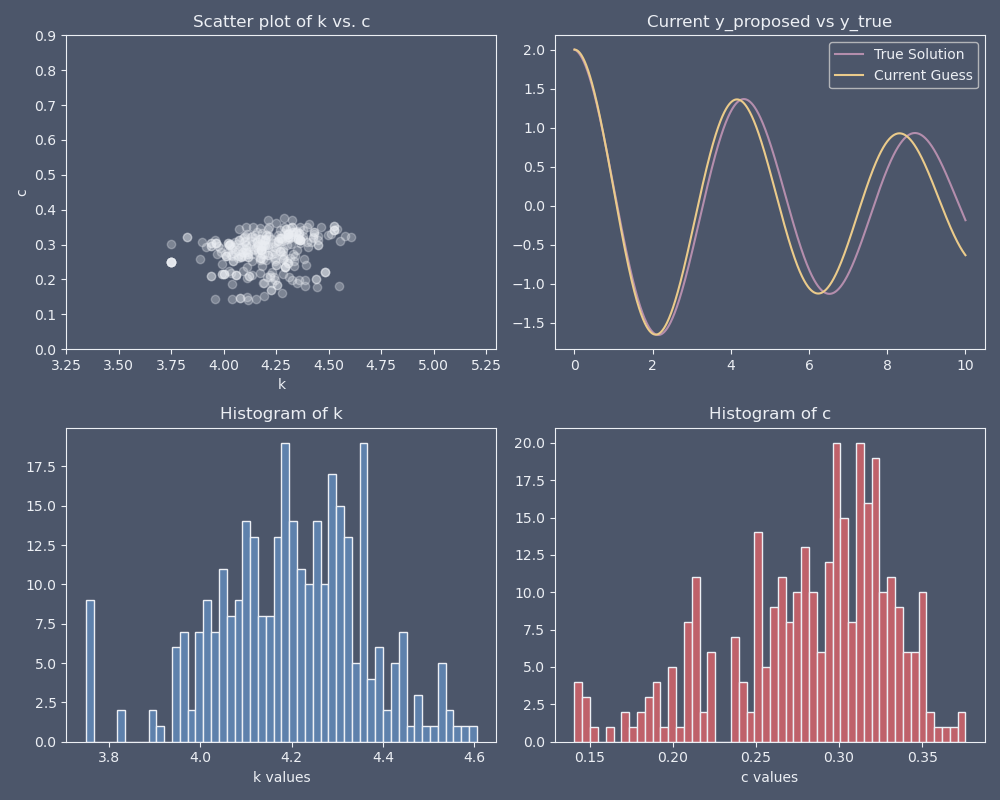 Scatter plot of k vs. c
0.9
0.8
0.7
0.6
0.5
0.4
0.3
0.2
0.1
0.0
c
3.25 3.50 3.75 4.00 4.25 4.50 4.75 5.00 5.25
k
Current y_proposed vs y_true
True Solution
Current Guess
2.0
1.5
1.0
0.5
0.0
−0.5
−1.0
−1.5
0 2 4 6 8 10
Histogram of k
17.5
15.0
12.5
10.0
7.5
5.0
2.5
0.0
3.8 4.0 4.2 4.4 4.6
k values
Histogram of c
20.0
17.5
15.0
12.5
10.0
7.5
5.0
2.5
0.0
0.15 0.20 0.25 0.30 0.35
c values